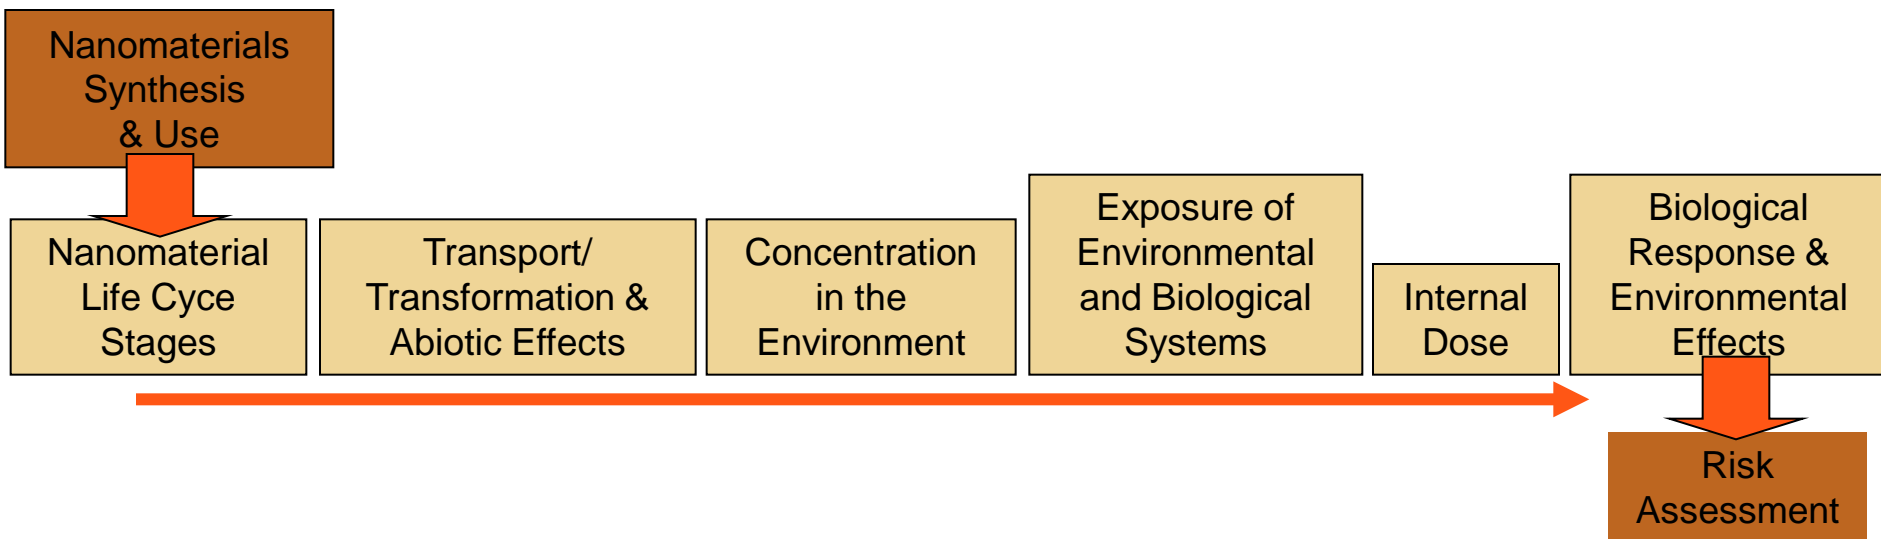 Nanomaterials
Synthesis
& Use
Nanomaterial
Life Cyce
Stages
Transport/
Transformation &
Abiotic Effects
Concentration
in the
Environment
Exposure of
Environmental
and Biological
Systems
Internal
Dose
Biological
Response &
Environmental
Effects
Risk
Assessment